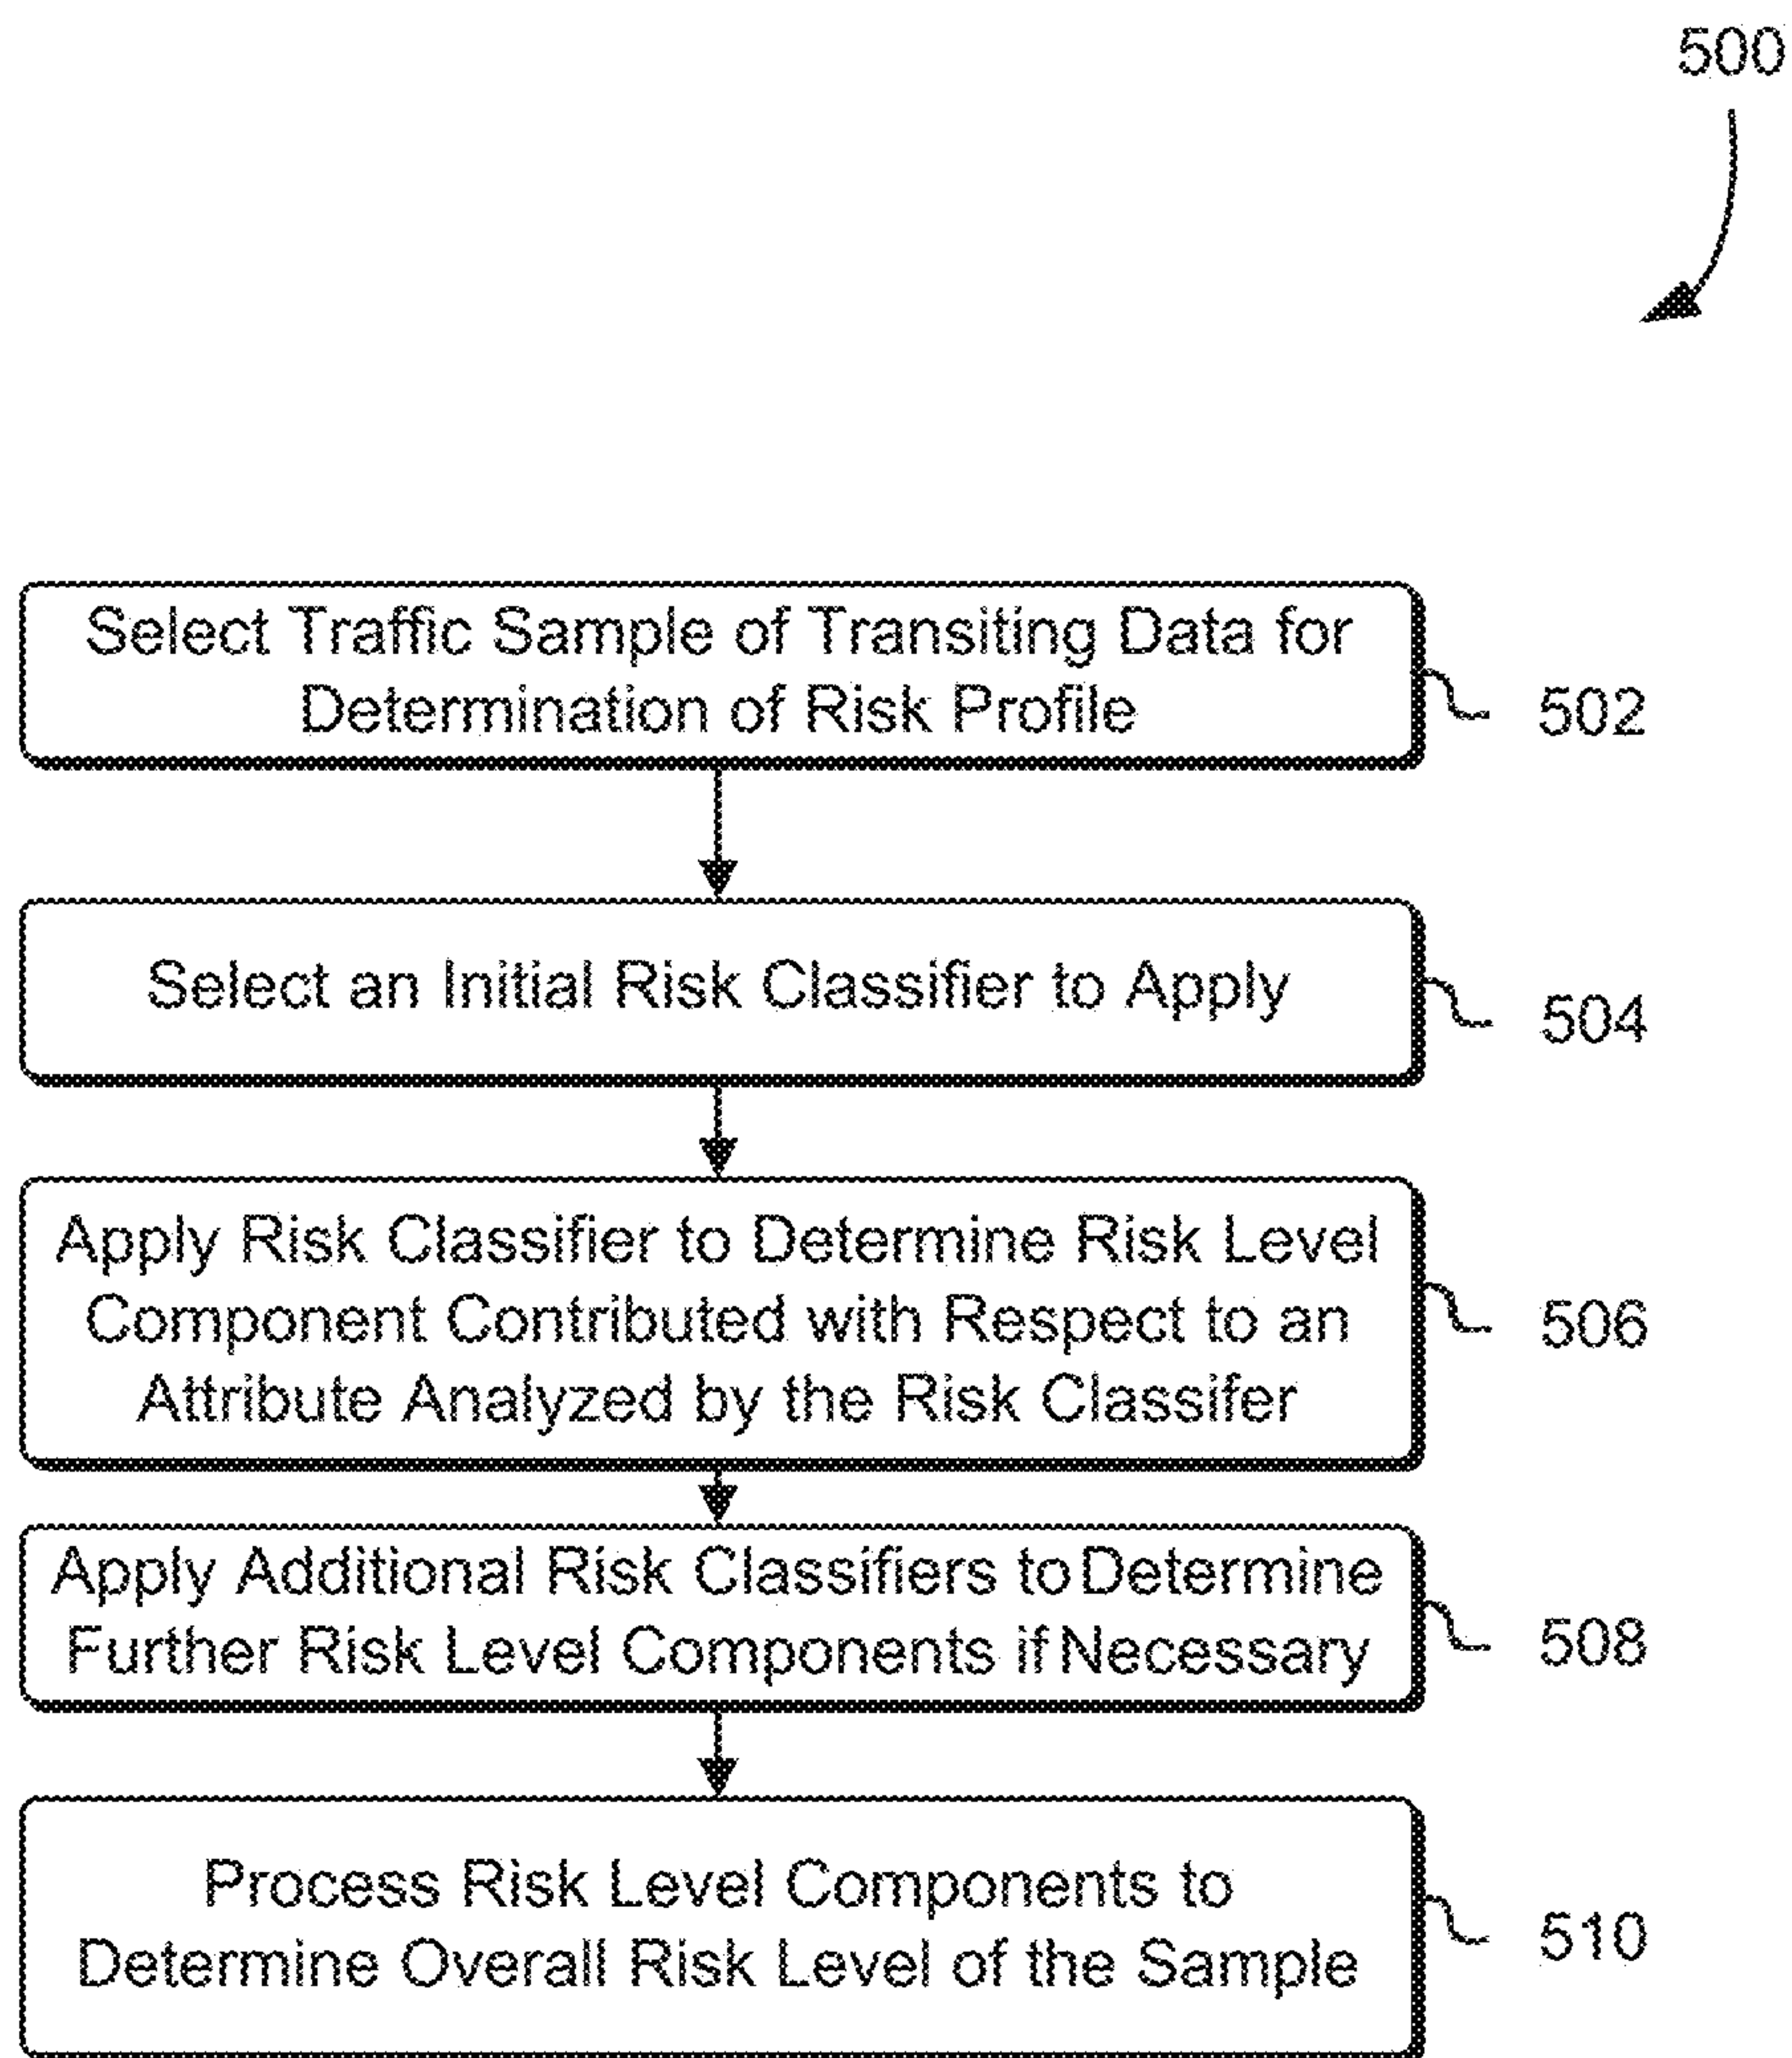 500
Select Traffic Sample of Transiting Data for
Determination of Risk Profile
502
Select an Initial Risk Classifier to Apply
504
Apply Risk Classifier to Determine Risk Level
Component Contributed with Respect to an
Attribute Analyzed by the Risk Classifer
506
Apply Additional Risk Classifiers to Determine
Further Risk Level Components if Necessary
508
Process Risk Level Components to
Determine Overall Risk Level of the Sample
510